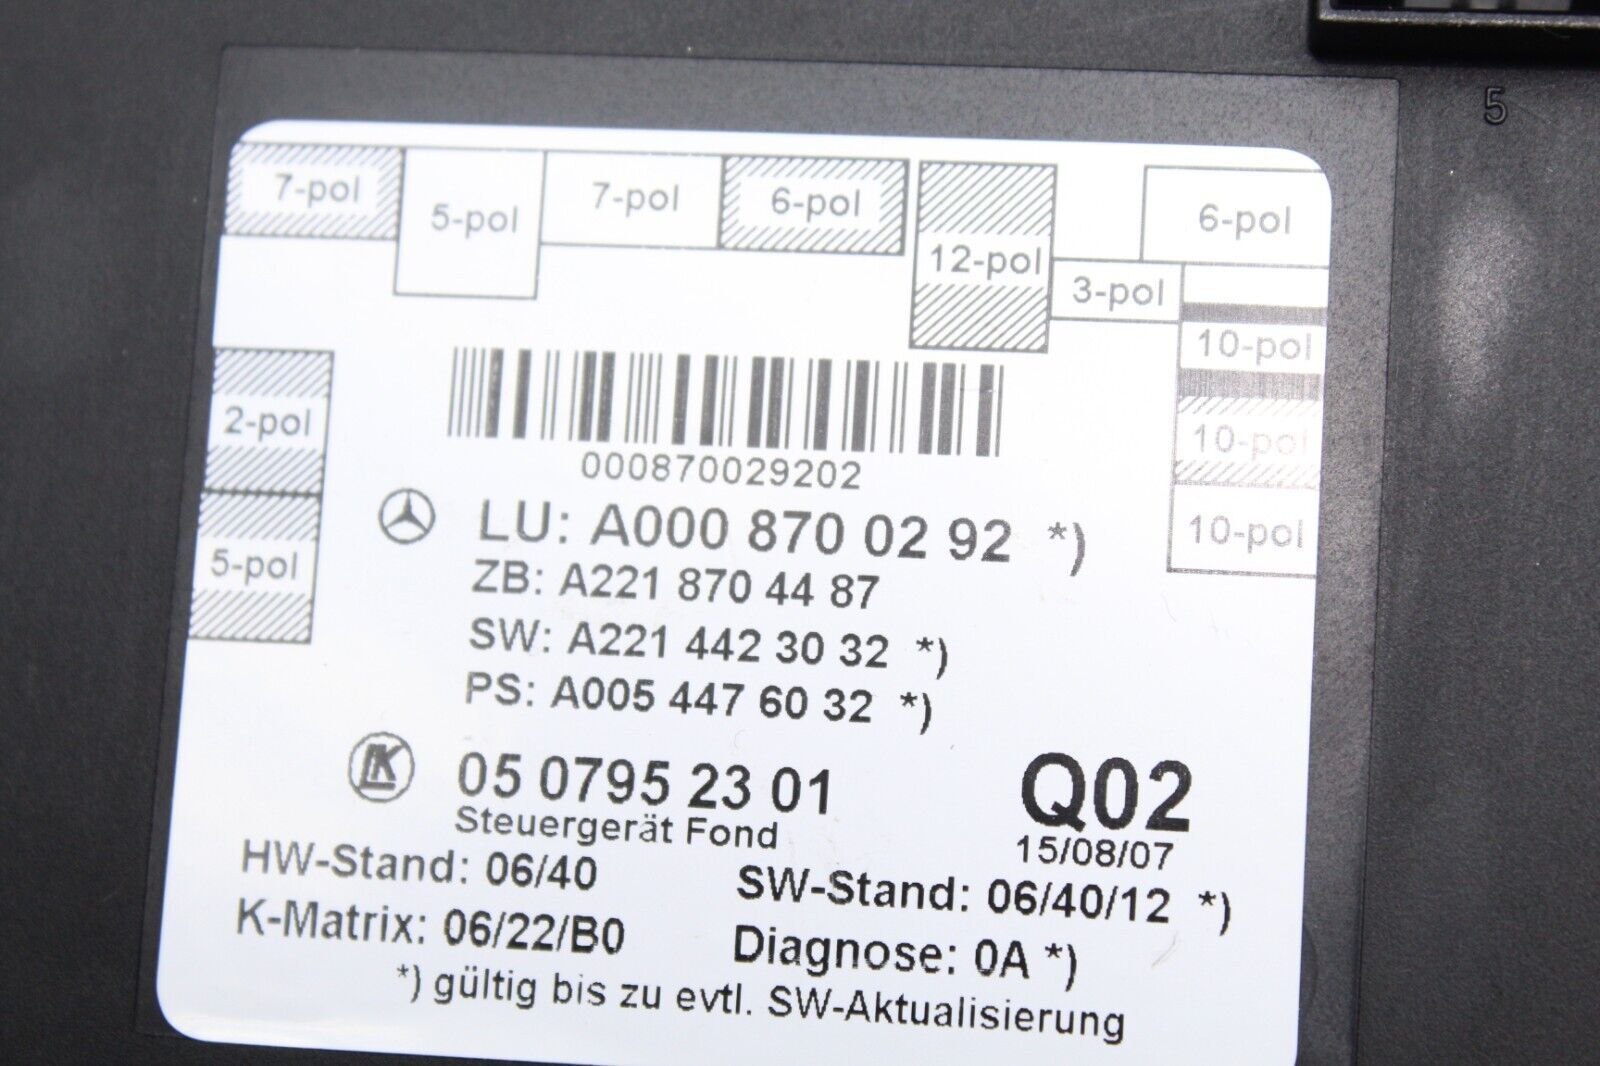 5
7-pol
5-pol
7-pol
6-pol
12-pol
3-pol
6-pol
10-pol
10-pol
10-pol
2-pol
5-pol
000870029202
LU: A000 870 02 92 *)
ZB: A221 870 44 87
SW: A221 442 30 32 *)
PS: A005 447 60 32 *)
LK 05 0795 23 01 Q02
Steuergerät Fond 15/08/07
HW-Stand: 06/40 SW-Stand: 06/40/12 *)
K-Matrix: 06/22/B0 Diagnose: 0A *)
*) gültig bis zu evtl. SW-Aktualisierung